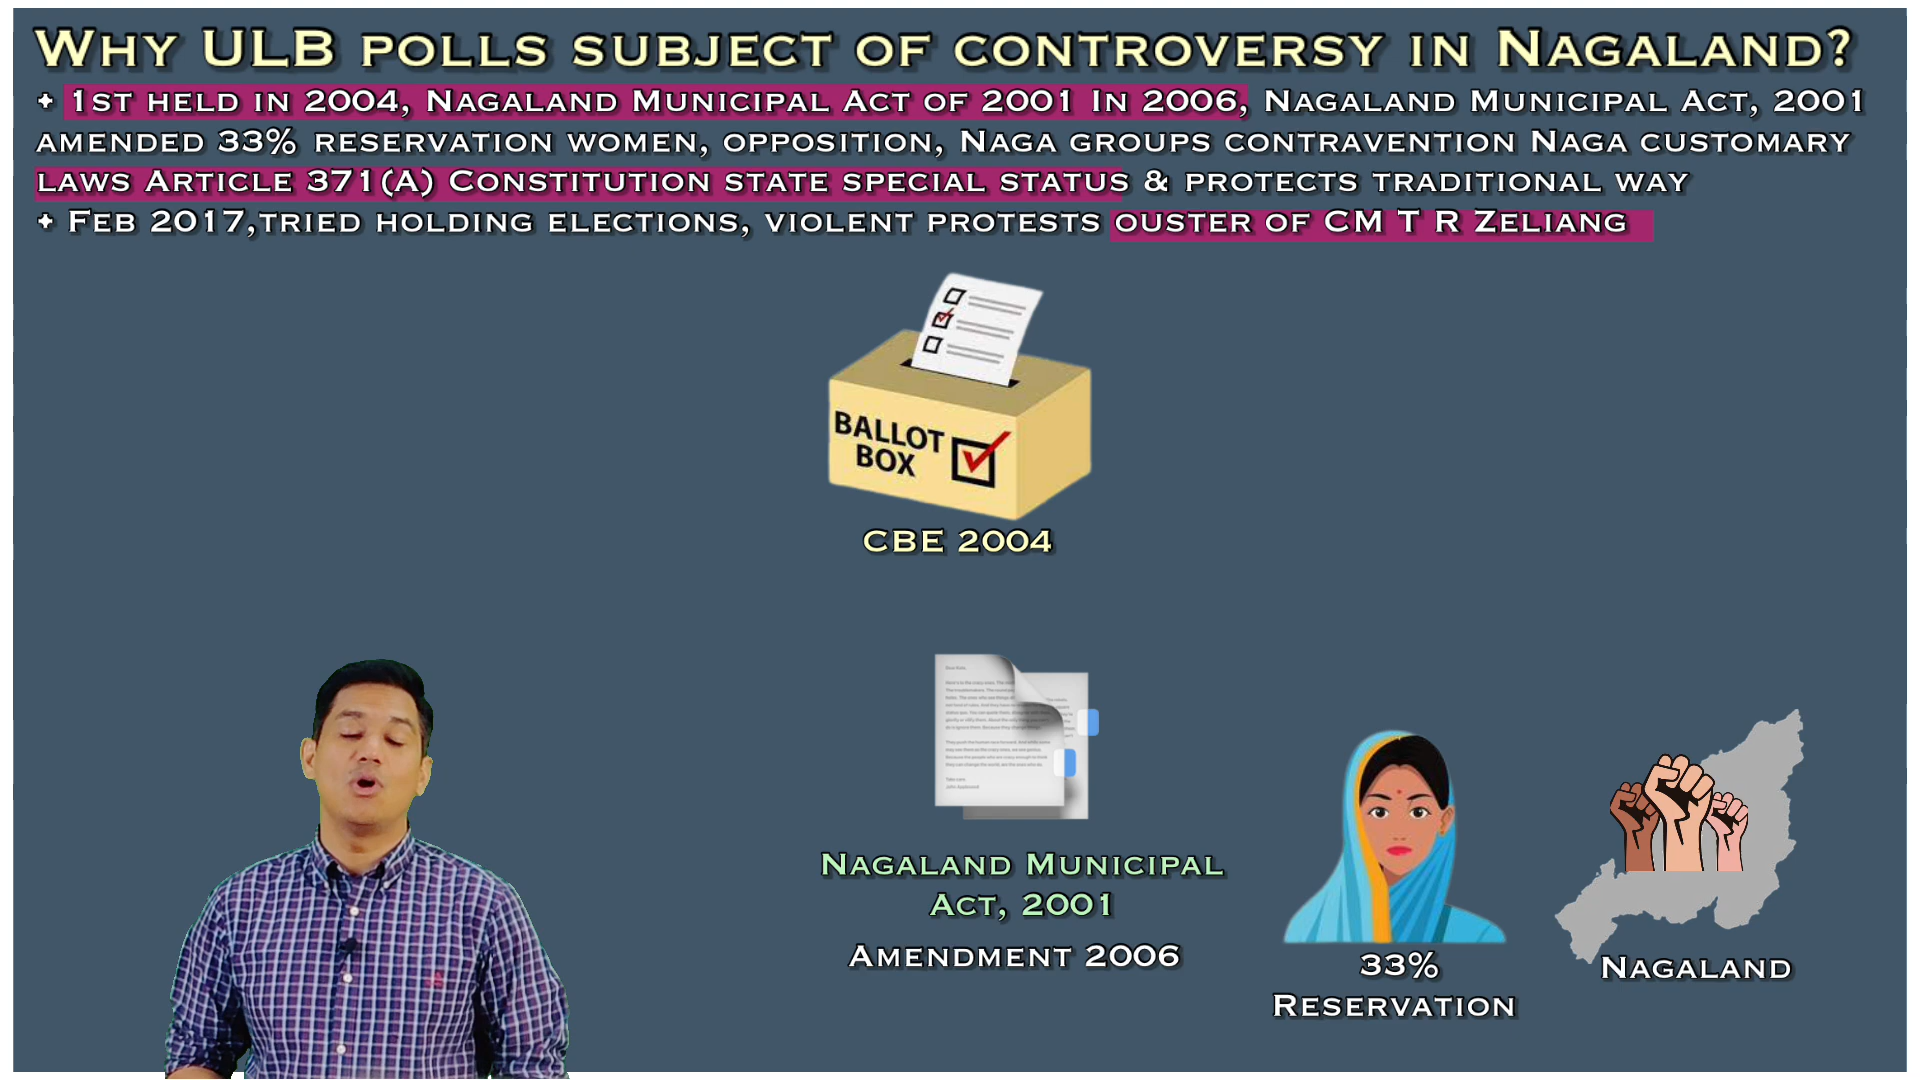 Why ULB polls subject of controversy in Nagaland?
+ 1st held in 2004, Nagaland Municipal Act of 2001 In 2006, Nagaland Municipal Act, 2001
amended 33% reservation women, opposition, Naga groups contravention Naga customary
laws Article 371(A) Constitution state special status & protects traditional way
+ Feb 2017,tried holding elections, violent protests ouster of CM T R Zeliang
BALLOT
BOX
CBE 2004
Nagaland Municipal
Act, 2001
Amendment 2006
33%
Reservation
Nagaland